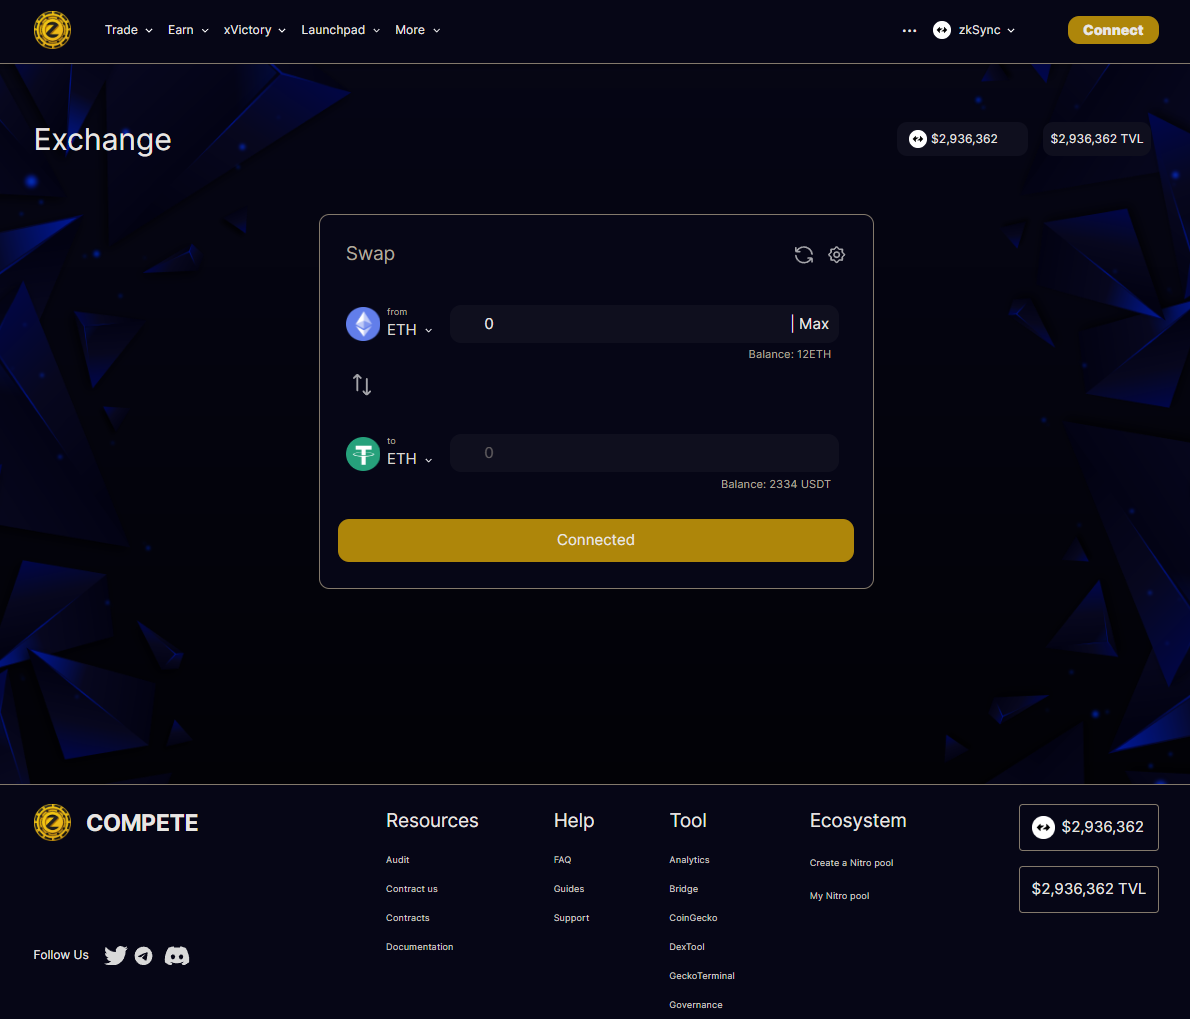 Trade Earn xVictory Launchpad More
zkSync
Connect
Exchange
$2,936,362
$2,936,362 TVL
Swap
from
ETH
0
Max
Balance: 12ETH
to
ETH
0
Balance: 2334 USDT
Connected
COMPETE
Follow Us
Resources
Audit
Contract us
Contracts
Documentation
Help
FAQ
Guides
Support
Tool
Analytics
Bridge
CoinGecko
DexTool
GeckoTerminal
Governance
Ecosystem
Create a Nitro pool
My Nitro pool
$2,936,362
$2,936,362 TVL